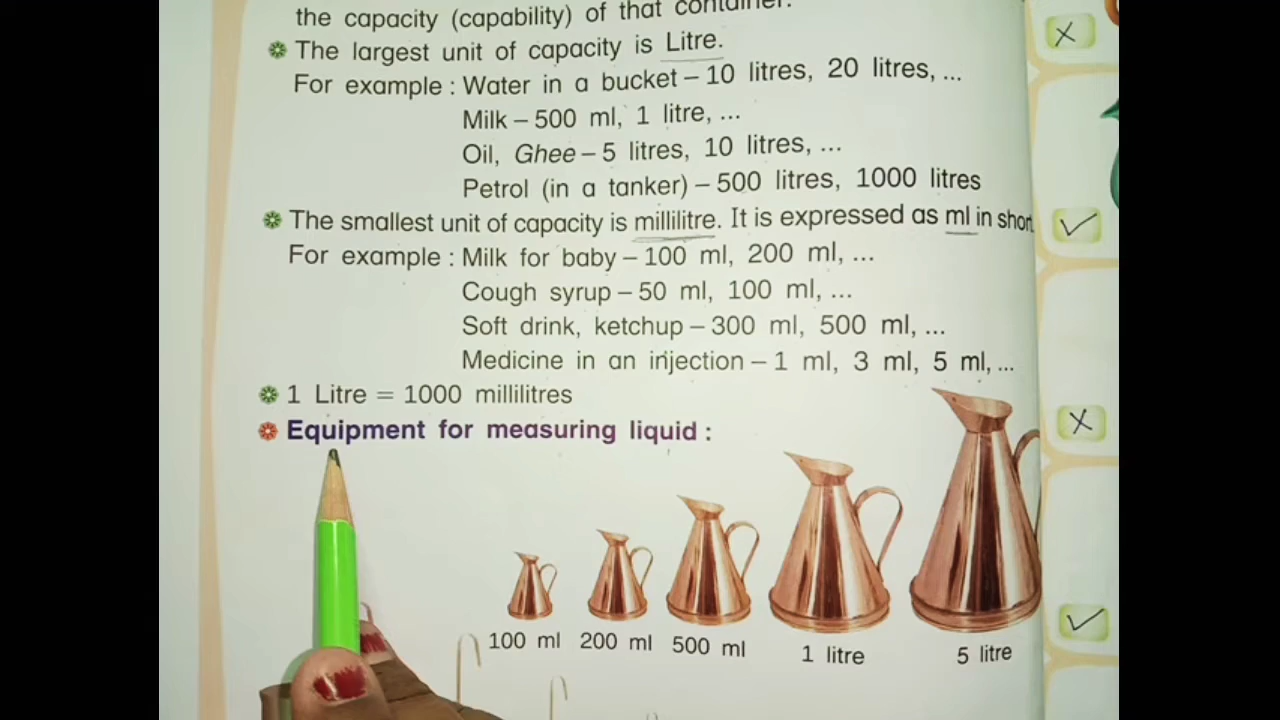 the capacity (capability) of that container.
The largest unit of capacity is Litre.
For example : Water in a bucket – 10 litres, 20 litres, ...
Milk – 500 ml, 1 litre, ...
Oil, Ghee – 5 litres, 10 litres, ...
Petrol (in a tanker) – 500 litres, 1000 litres
The smallest unit of capacity is millilitre. It is expressed as ml in short.
For example : Milk for baby – 100 ml, 200 ml, ...
Cough syrup – 50 ml, 100 ml, ...
Soft drink, ketchup – 300 ml, 500 ml, ...
Medicine in an injection – 1 ml, 3 ml, 5 ml, ...
1 Litre = 1000 millilitres
Equipment for measuring liquid :
100 ml 200 ml 500 ml 1 litre 5 litre